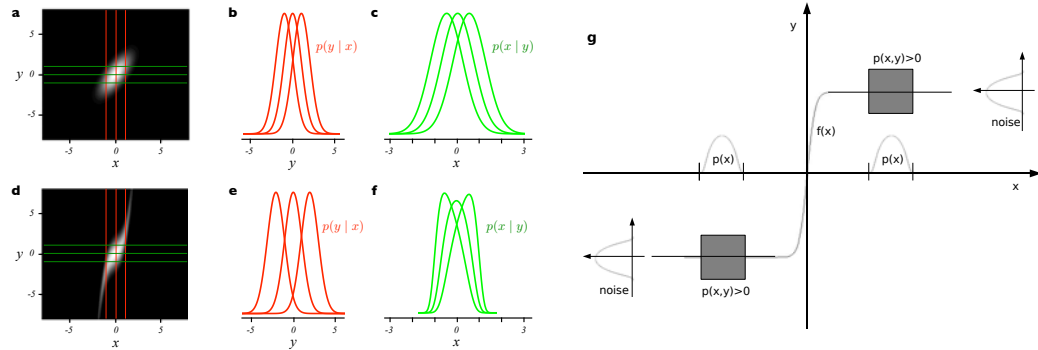 a
5
y 0
-5
-5 0 5
x
b
p(y | x)
-5 0 5
y
c
p(x | y)
-3 0 3
x
d
5
y 0
-5
-5 0 5
x
e
p(y | x)
-5 0 5
y
f
p(x | y)
-3 0 3
x
g
y
p(x,y)>0
noise
f(x)
p(x)
p(x)
x
noise
p(x,y)>0